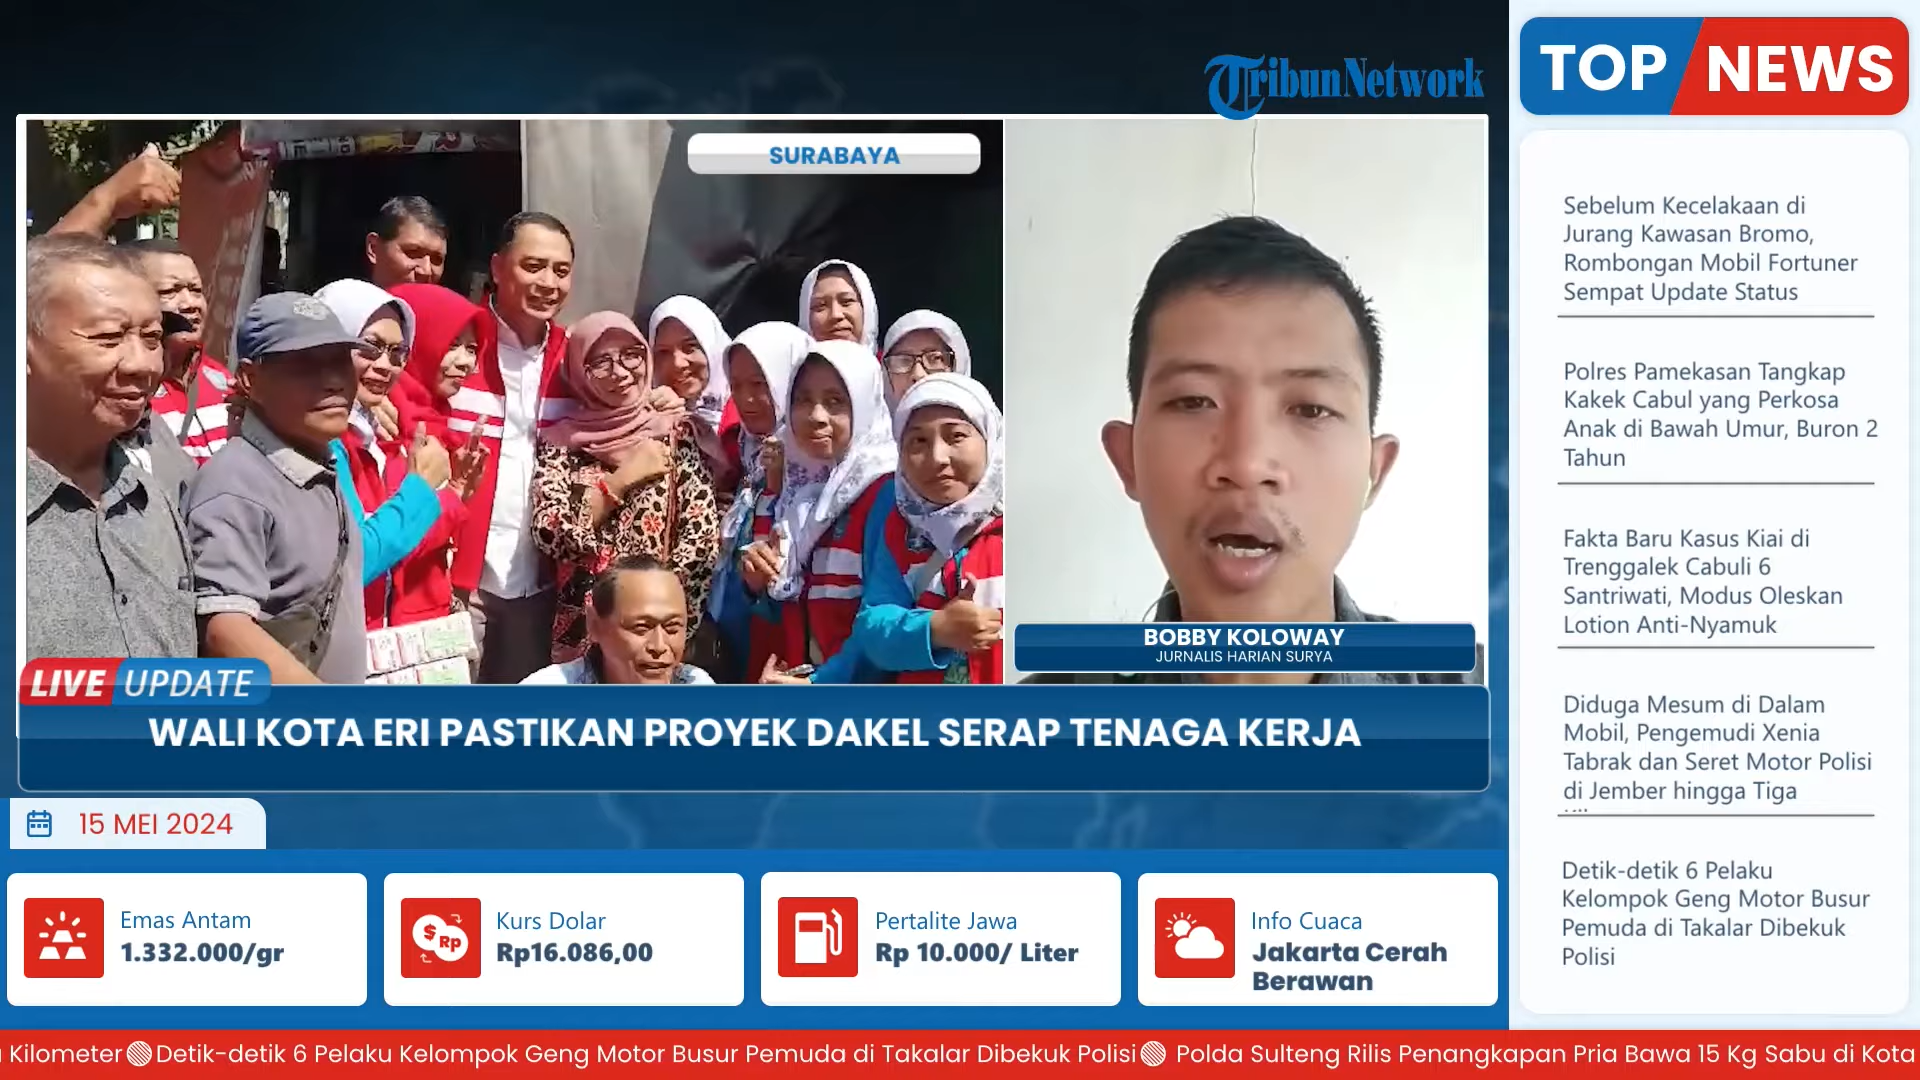 TribunNetwork
SURABAYA
BOBBY KOLOWAY
JURNALIS HARIAN SURYA
LIVE UPDATE
WALI KOTA ERI PASTIKAN PROYEK DAKEL SERAP TENAGA KERJA
15 MEI 2024
Emas Antam
1.332.000/gr
Kurs Dolar
Rp16.086,00
Pertalite Jawa
Rp 10.000/ Liter
Info Cuaca
Jakarta Cerah
Berawan
TOP NEWS
Sebelum Kecelakaan di
Jurang Kawasan Bromo,
Rombongan Mobil Fortuner
Sempat Update Status
Polres Pamekasan Tangkap
Kakek Cabul yang Perkosa
Anak di Bawah Umur, Buron 2
Tahun
Fakta Baru Kasus Kiai di
Trenggalek Cabuli 6
Santriwati, Modus Oleskan
Lotion Anti-Nyamuk
Diduga Mesum di Dalam
Mobil, Pengemudi Xenia
Tabrak dan Seret Motor Polisi
di Jember hingga Tiga
Detik-detik 6 Pelaku
Kelompok Geng Motor Busur
Pemuda di Takalar Dibekuk
Polisi
Kilometer Detik-detik 6 Pelaku Kelompok Geng Motor Busur Pemuda di Takalar Dibekuk Polisi Polda Sulteng Rilis Penangkapan Pria Bawa 15 Kg Sabu di Kota